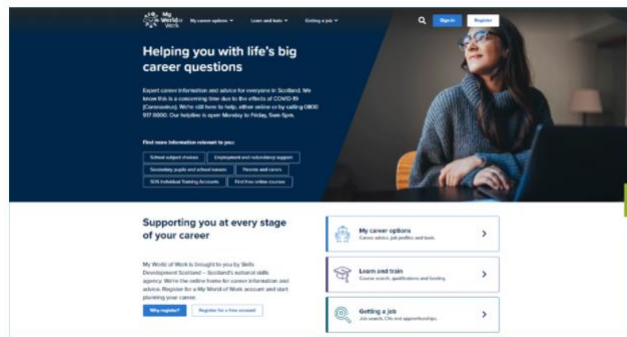 My
World of
Work
My career options
Learn and train
Getting a job
Sign in
Register
Helping you with life's big
career questions
Expert career information and advice for everyone in Scotland. We
know this is a concerning time due to the effects of COVID-19
(Coronavirus). We're still here to help, either online or by calling 0800
917 8000. Our helpline is open Monday to Friday, 9am-5pm.
Find more information relevant to you:
School subject choices
Employment and redundancy support
Secondary pupils and school leavers
Parents and carers
SDS Individual Training Accounts
Find free online courses
Supporting you at every stage
of your career
My World of Work is brought to you by Skills
Development Scotland – Scotland's national skills
agency. We're the online home for career information and
advice. Register for a My World of Work account and start
planning your career.
Why register?
Register for a free account
My career options
Career advice, job profiles and tools.
Learn and train
Course search, qualifications and funding.
Getting a job
Job search, CVs and apprenticeships.